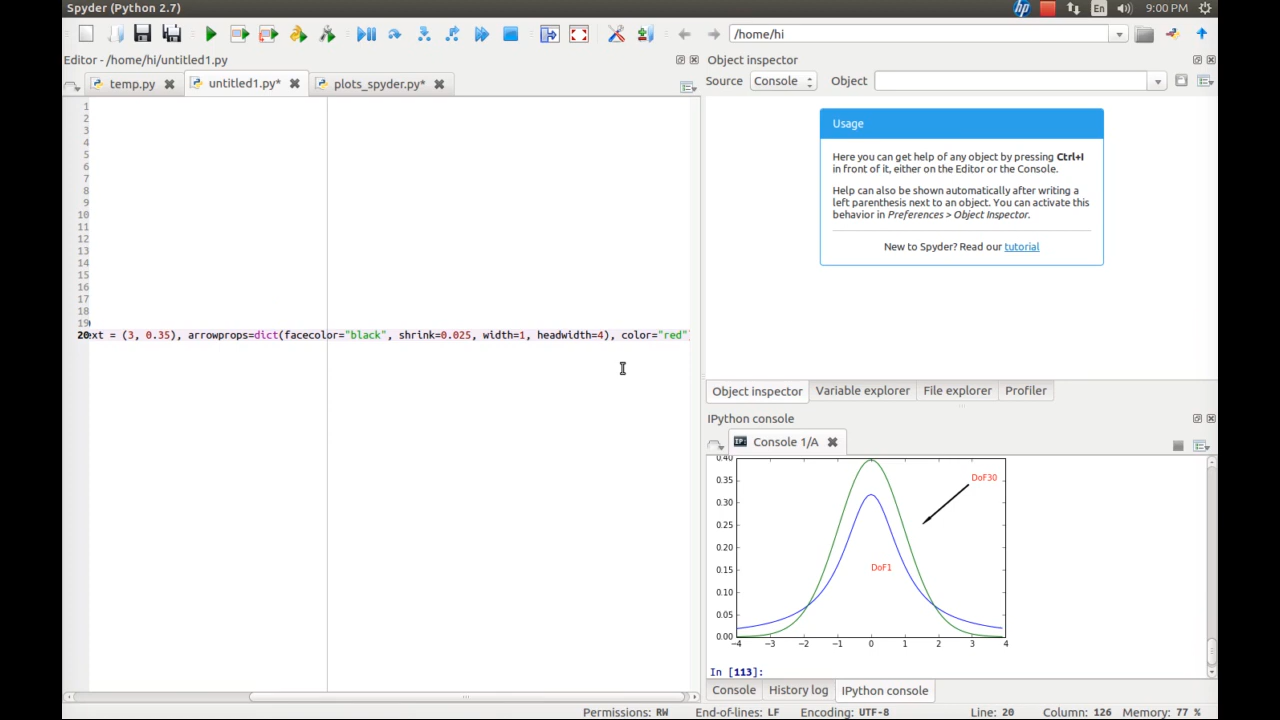 Spyder (Python 2.7)
hp En 9:00 PM
/home/hi
Editor - /home/hi/untitled1.py
Object inspector
temp.py untitled1.py* plots_spyder.py*
Source Console Object
1
2
3
4
5
6
7
8
9
10
11
12
13
14
15
16
17
18
19
20 ext = (3, 0.35), arrowprops=dict(facecolor="black", shrink=0.025, width=1, headwidth=4), color="red"
Usage
Here you can get help of any object by pressing Ctrl+I
in front of it, either on the Editor or the Console.
Help can also be shown automatically after writing a
left parenthesis next to an object. You can activate this
behavior in Preferences > Object Inspector.
New to Spyder? Read our tutorial
Object inspector Variable explorer File explorer Profiler
IPython console
IP: Console 1/A
0.40
0.35
0.30
0.25
0.20
0.15
0.10
0.05
0.00
DoF30
DoF1
−4 −3 −2 −1 0 1 2 3 4
In [113]:
Console History log IPython console
Permissions: RW End-of-lines: LF Encoding: UTF-8 Line: 20 Column: 126 Memory: 77 %